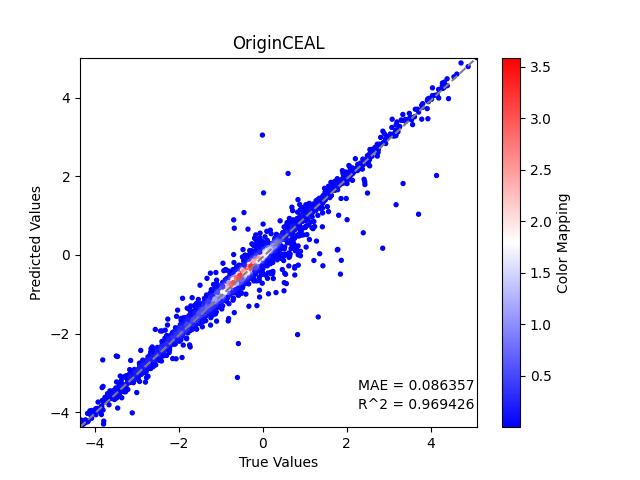 OriginCEAL
Predicted Values
4
2
0
−2
−4
−4
−2
0
2
4
True Values
MAE = 0.086357
R^2 = 0.969426
3.5
3.0
2.5
2.0
1.5
1.0
0.5
Color Mapping